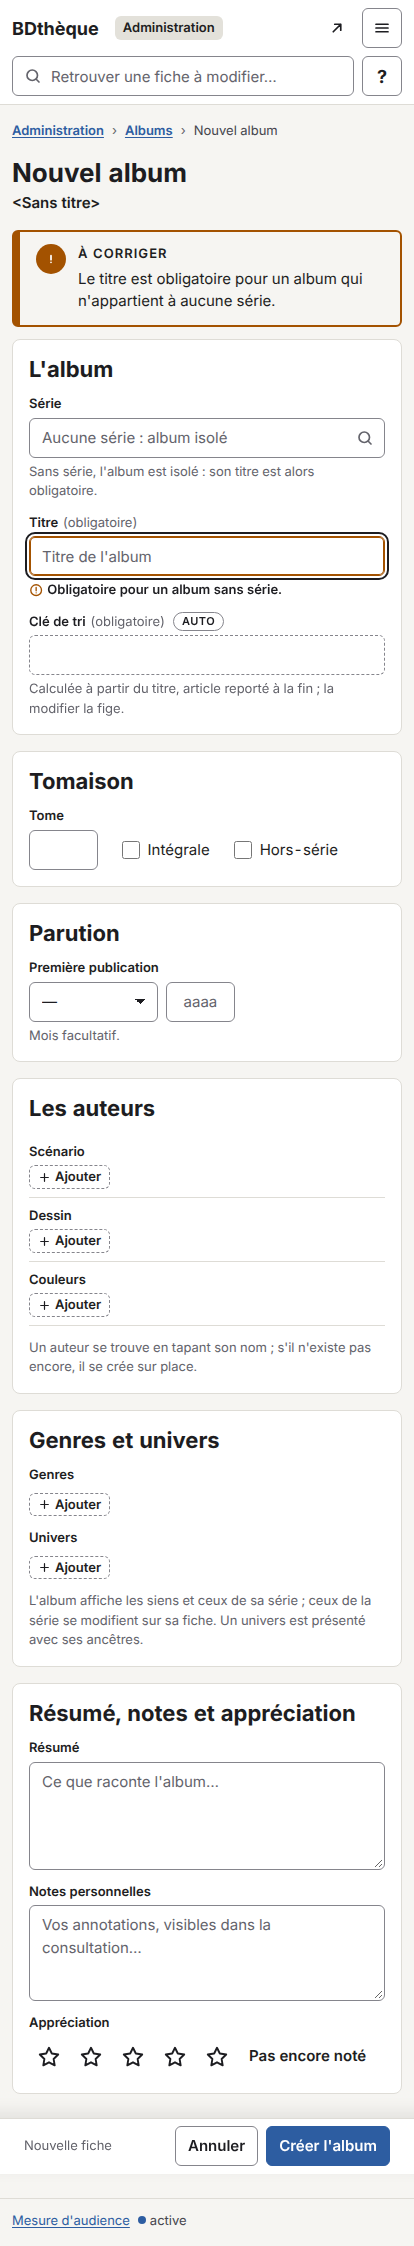 BDthèque Administration
Retrouver une fiche à modifier... ?
Administration › Albums › Nouvel album
Nouvel album
<Sans titre>
! À CORRIGER
Le titre est obligatoire pour un album qui
n'appartient à aucune série.
L'album
Série
Aucune série : album isolé
Sans série, l'album est isolé : son titre est alors
obligatoire.
Titre (obligatoire)
Titre de l'album
Obligatoire pour un album sans série.
Clé de tri (obligatoire) AUTO
Calculée à partir du titre, article reporté à la fin ; la
modifier la fige.
Tomaison
Tome
Intégrale Hors-série
Parution
Première publication
— aaaa
Mois facultatif.
Les auteurs
Scénario
+ Ajouter
Dessin
+ Ajouter
Couleurs
+ Ajouter
Un auteur se trouve en tapant son nom ; s'il n'existe pas
encore, il se crée sur place.
Genres et univers
Genres
+ Ajouter
Univers
+ Ajouter
L'album affiche les siens et ceux de sa série ; ceux de la
série se modifient sur sa fiche. Un univers est présenté
avec ses ancêtres.
Résumé, notes et appréciation
Résumé
Ce que raconte l'album...
Notes personnelles
Vos annotations, visibles dans la
consultation...
Appréciation
Pas encore noté
Nouvelle fiche Annuler Créer l'album
Mesure d'audience active